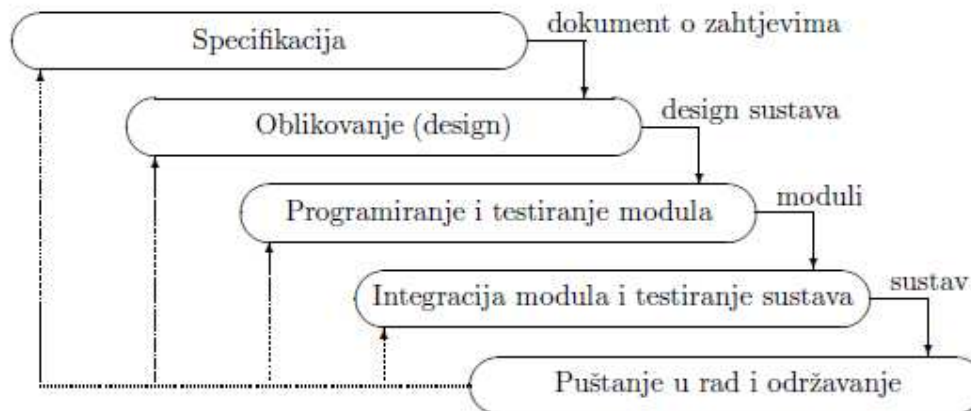 Specifikacija
dokument o zahtjevima
Oblikovanje (design)
design sustava
Programiranje i testiranje modula
moduli
Integracija modula i testiranje sustava
sustav
Puštanje u rad i održavanje